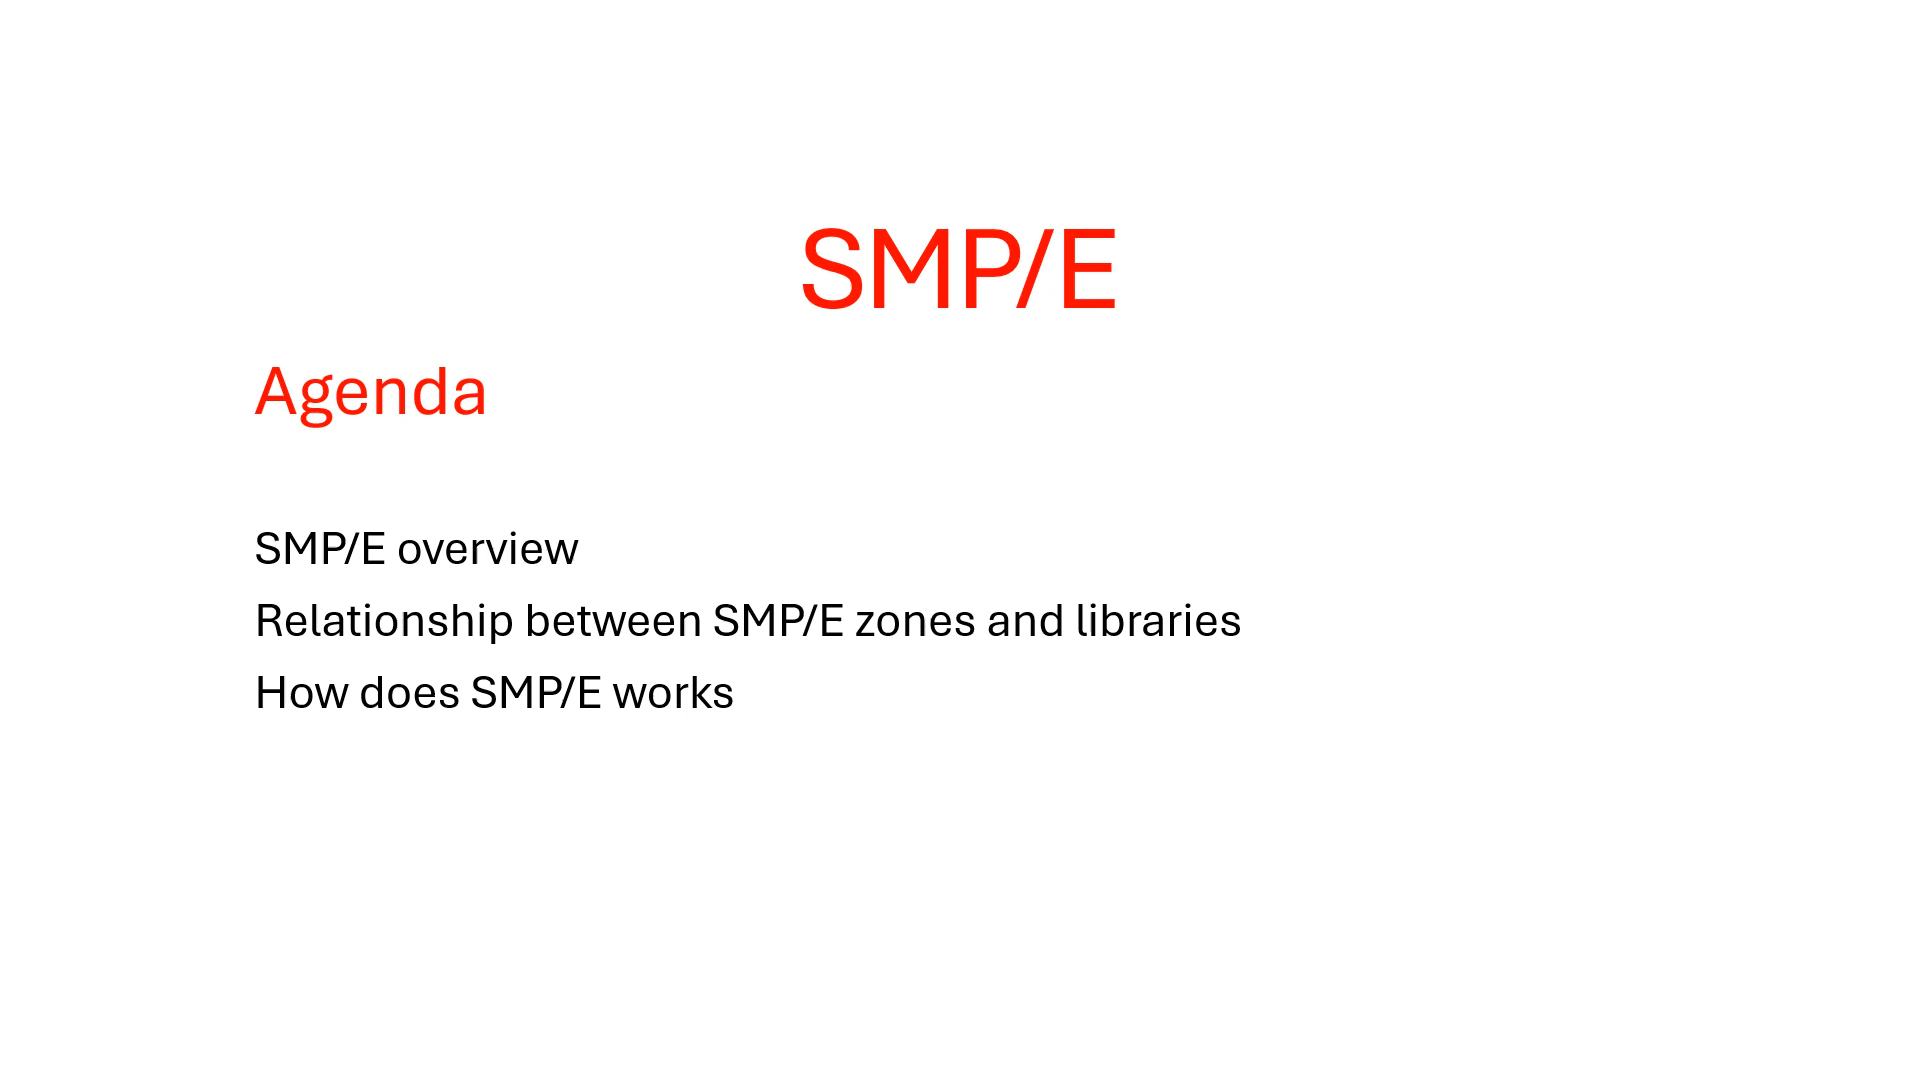 SMP/E
Agenda
SMP/E overview
Relationship between SMP/E zones and libraries
How does SMP/E works